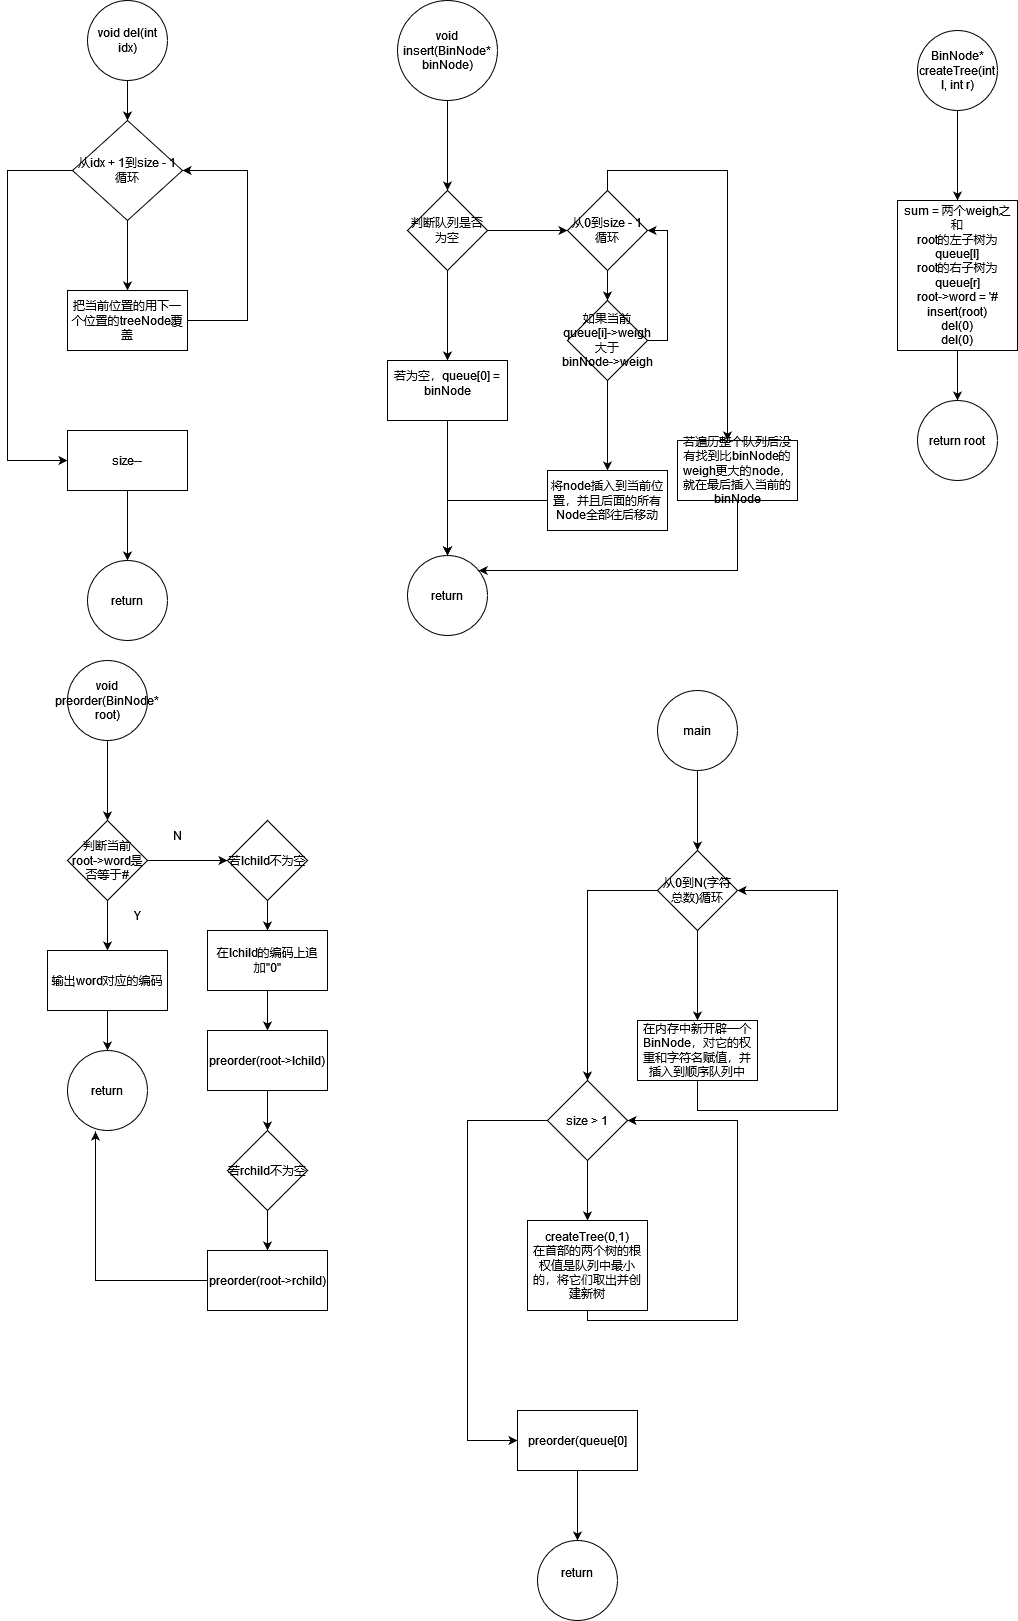 void del(int
idx)
从idx + 1到size - 1
循环
把当前位置的用下一
个位置的treeNode覆
盖
size--
return
void
insert(BinNode*
binNode)
判断队列是否
为空
从0到size - 1
循环
如果当前
queue[i]->weigh
大于
binNode->weigh
若为空，queue[0] =
binNode
将node插入到当前位
置，并且后面的所有
Node全部往后移动
若遍历整个队列后没
有找到比binNode的
weigh更大的node，
就在最后插入当前的
binNode
return
BinNode*
createTree(int
l, int r)
sum = 两个weigh之
和
root的左子树为
queue[l]
root的右子树为
queue[r]
root->word = '#
insert(root)
del(0)
del(0)
return root
void
preorder(BinNode*
root)
判断当前
root->word是
否等于#
N
Y
若lchild不为空
输出word对应的编码
在lchild的编码上追
加"0"
return
preorder(root->lchild)
若rchild不为空
preorder(root->rchild)
main
从0到N(字符
总数)循环
在内存中新开辟一个
BinNode，对它的权
重和字符名赋值，并
插入到顺序队列中
size > 1
createTree(0,1)
在首部的两个树的根
权值是队列中最小
的，将它们取出并创
建新树
preorder(queue[0]
return